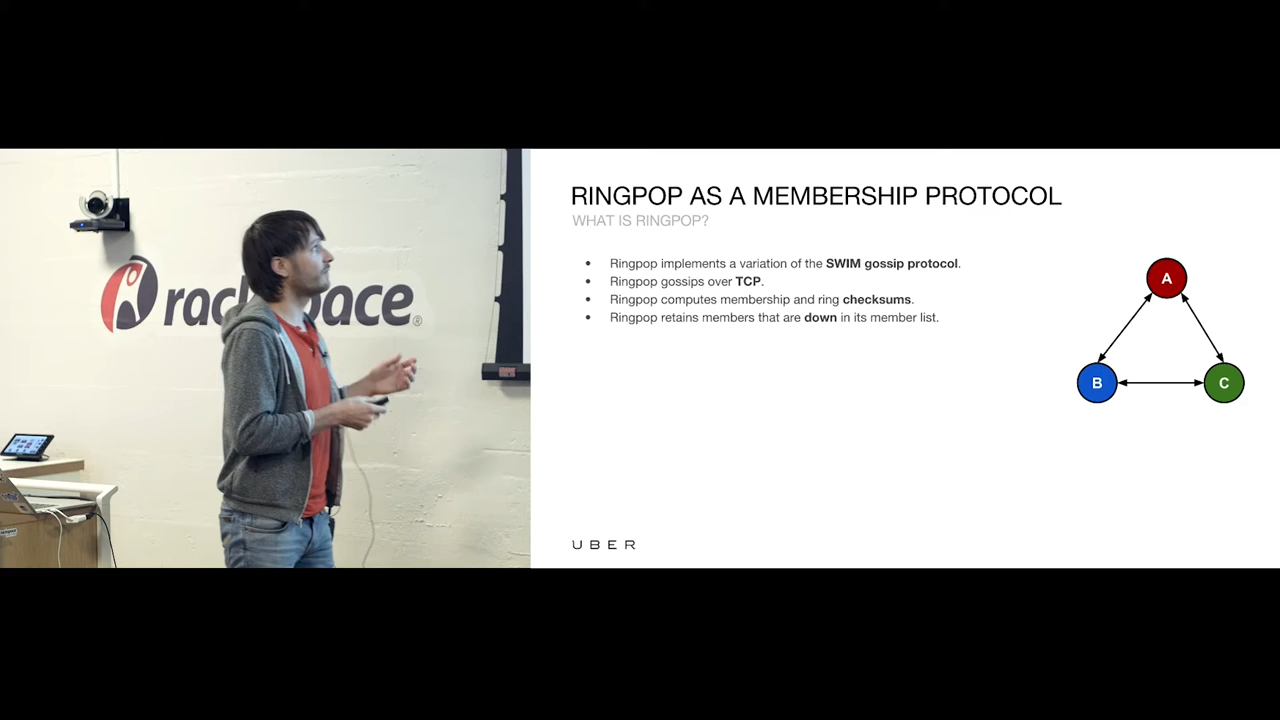 rackspace®
RINGPOP AS A MEMBERSHIP PROTOCOL
WHAT IS RINGPOP?
• Ringpop implements a variation of the SWIM gossip protocol.
• Ringpop gossips over TCP.
• Ringpop computes membership and ring checksums.
• Ringpop retains members that are down in its member list.
A
B
C
UBER